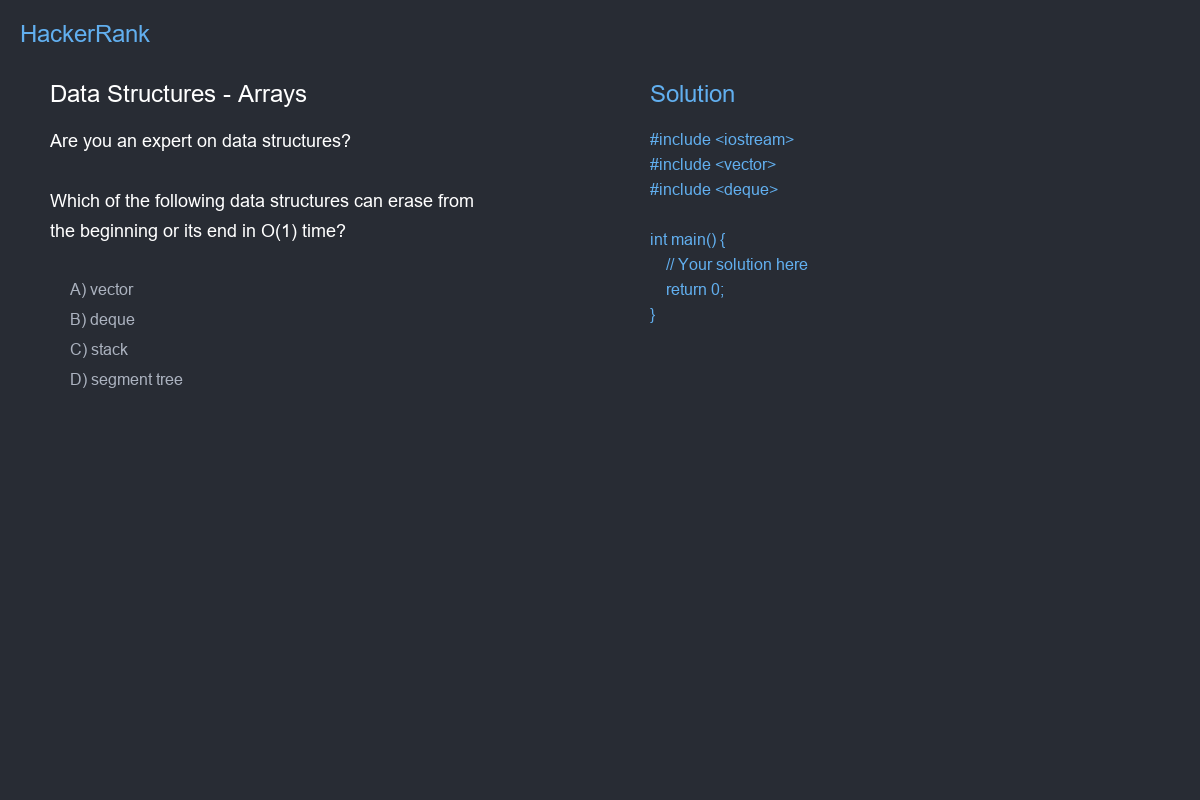 HackerRank
Data Structures - Arrays
Are you an expert on data structures?
Which of the following data structures can erase from
the beginning or its end in O(1) time?
A) vector
B) deque
C) stack
D) segment tree
Solution
#include <iostream>
#include <vector>
#include <deque>
int main() {
    // Your solution here
    return 0;
}